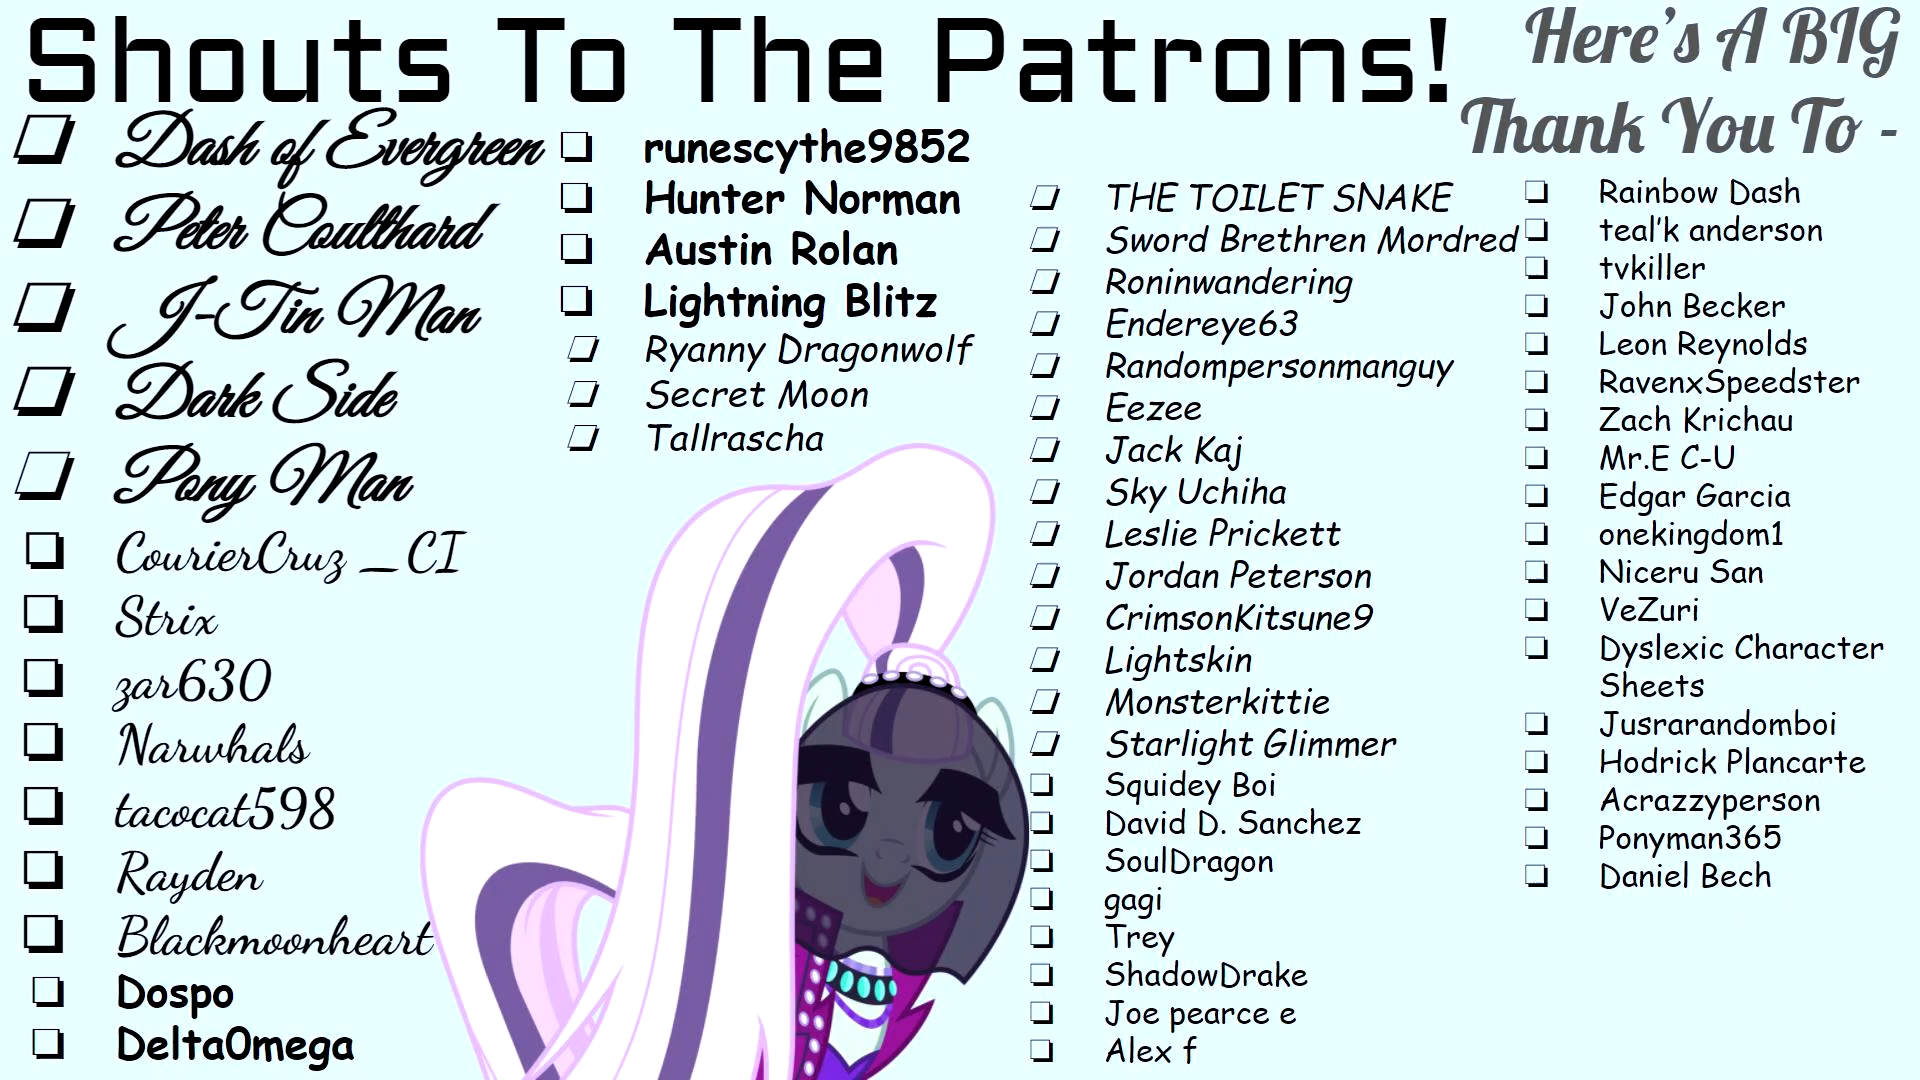 Shouts To The Patrons!
Here's A BIG
Thank You To -
❏ Dash of Evergreen
❏ Peter Coulthard
❏ J-Tin Man
❏ Dark Side
❏ Pony Man
❏ CourierCruz_CI
❏ Strix
❏ zar630
❏ Narwhals
❏ tacocat598
❏ Rayden
❏ Blackmoonheart
❏ Dospo
❏ Delta0mega
❏ runescythe9852
❏ Hunter Norman
❏ Austin Rolan
❏ Lightning Blitz
❏ Ryanny Dragonwolf
❏ Secret Moon
❏ Tallrascha
❏ THE TOILET SNAKE
❏ Sword Brethren Mordred
❏ Roninwandering
❏ Endereye63
❏ Randompersonmanguy
❏ Eezee
❏ Jack Kaj
❏ Sky Uchiha
❏ Leslie Prickett
❏ Jordan Peterson
❏ CrimsonKitsune9
❏ Lightskin
❏ Monsterkittie
❏ Starlight Glimmer
❏ Squidey Boi
❏ David D. Sanchez
❏ SoulDragon
❏ gagi
❏ Trey
❏ ShadowDrake
❏ Joe pearce e
❏ Alex f
❏ Rainbow Dash
❏ teal'k anderson
❏ tvkiller
❏ John Becker
❏ Leon Reynolds
❏ RavenxSpeedster
❏ Zach Krichau
❏ Mr.E C-U
❏ Edgar Garcia
❏ onekingdom1
❏ Niceru San
❏ VeZuri
❏ Dyslexic Character
Sheets
❏ Jusrarandomboi
❏ Hodrick Plancarte
❏ Acrazzyperson
❏ Ponyman365
❏ Daniel Bech